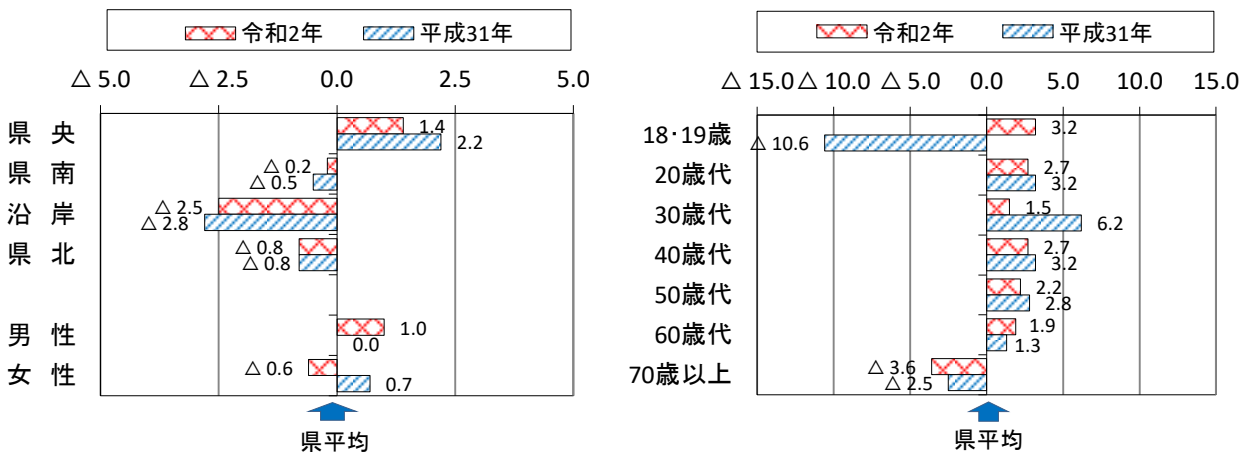 令和2年 平成31年
△ 5.0 △ 2.5 0.0 2.5 5.0
県 央 1.4
2.2
県 南 △ 0.2
△ 0.5
沿 岸 △ 2.5
△ 2.8
県 北 △ 0.8
△ 0.8
男 性 1.0
0.0
女 性 △ 0.6
0.7
県平均
令和2年 平成31年
△ 15.0 △ 10.0 △ 5.0 0.0 5.0 10.0 15.0
18・19歳 3.2
△ 10.6
20歳代 2.7
3.2
30歳代 1.5
6.2
40歳代 2.7
3.2
50歳代 2.2
2.8
60歳代 1.9
1.3
70歳以上 △ 3.6
△ 2.5
県平均